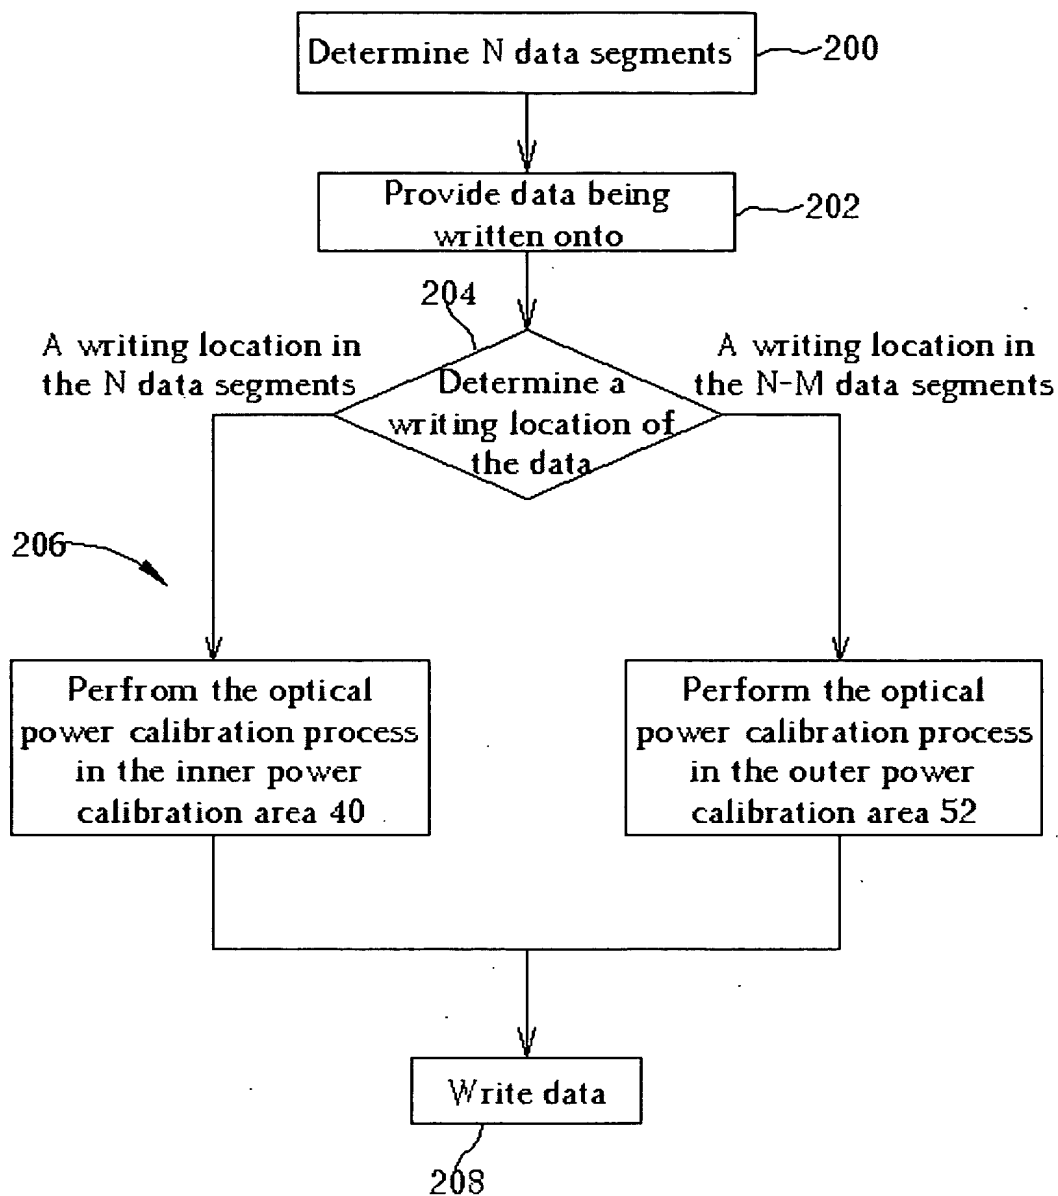 Determine N data segments
200
Provide data being
written onto
202
204
A writing location in
the N data segments
A writing location in
the N-M data segments
Determine a
writing location of
the data
206
Perfrom the optical
power calibration process
in the inner power
calibration area 40
Perform the optical
power calibration process
in the outer power
calibration area 52
Write data
208